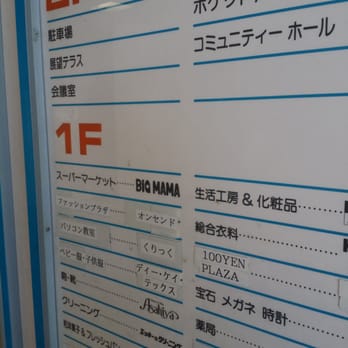 駐車場
展望テラス
会議室
コミュニティー ホール
1F
スーパーマーケット BIG MAMA
ファッションプラザ オンセンド
パソコン教室 くりっく
ベビー服・子供服 ディー・ケイ・テックス
鞄・靴 Asahiya
クリーニング
生活工房 & 化粧品
総合衣料
100YEN PLAZA
宝石 メガネ 時計
薬局